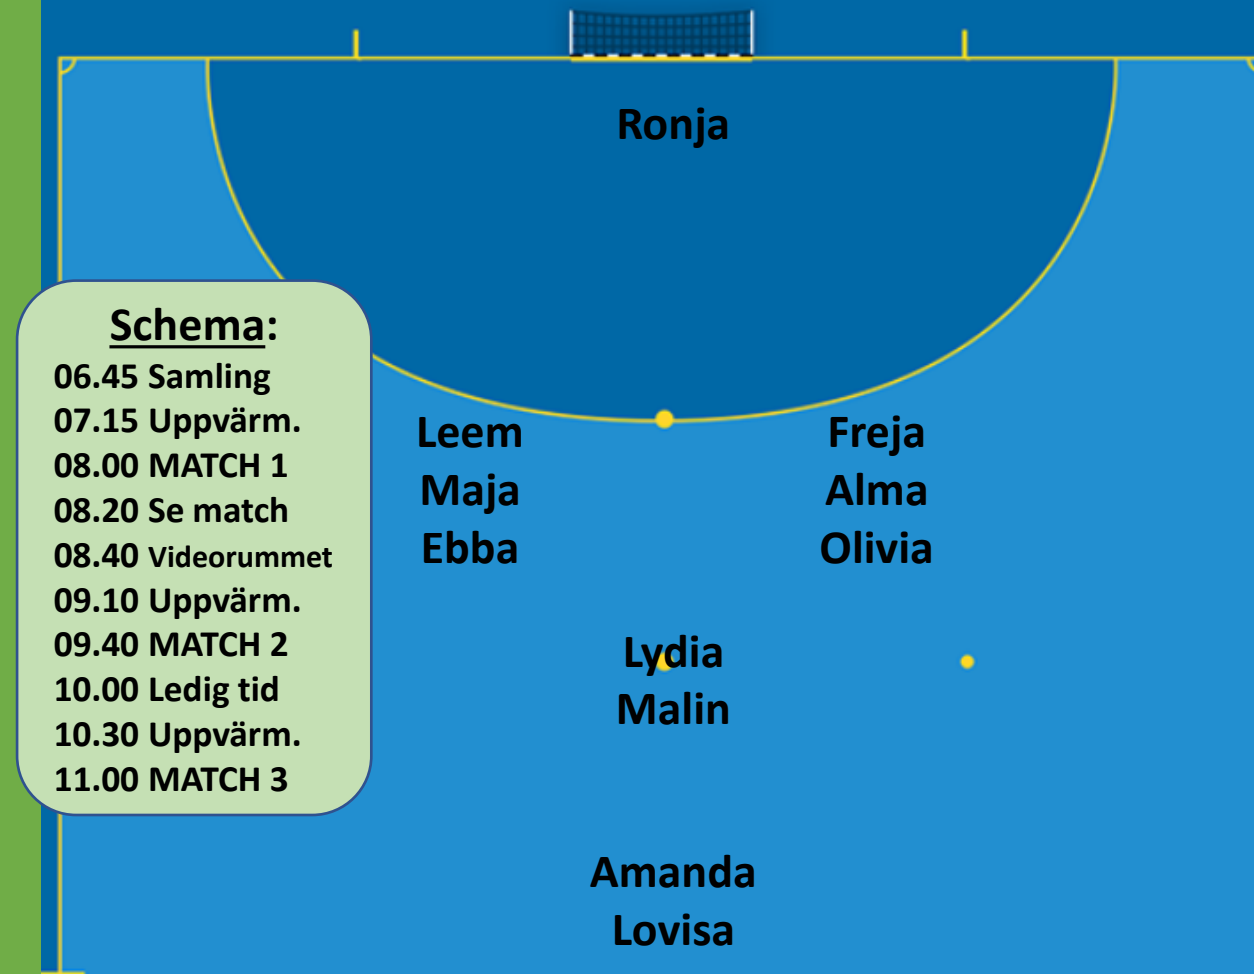 Ronja
Schema:
06.45 Samling
07.15 Uppvärm.
08.00 MATCH 1
08.20 Se match
08.40 Videorummet
09.10 Uppvärm.
09.40 MATCH 2
10.00 Ledig tid
10.30 Uppvärm.
11.00 MATCH 3
Leem
Maja
Ebba
Freja
Alma
Olivia
Lydia
Malin
Amanda
Lovisa